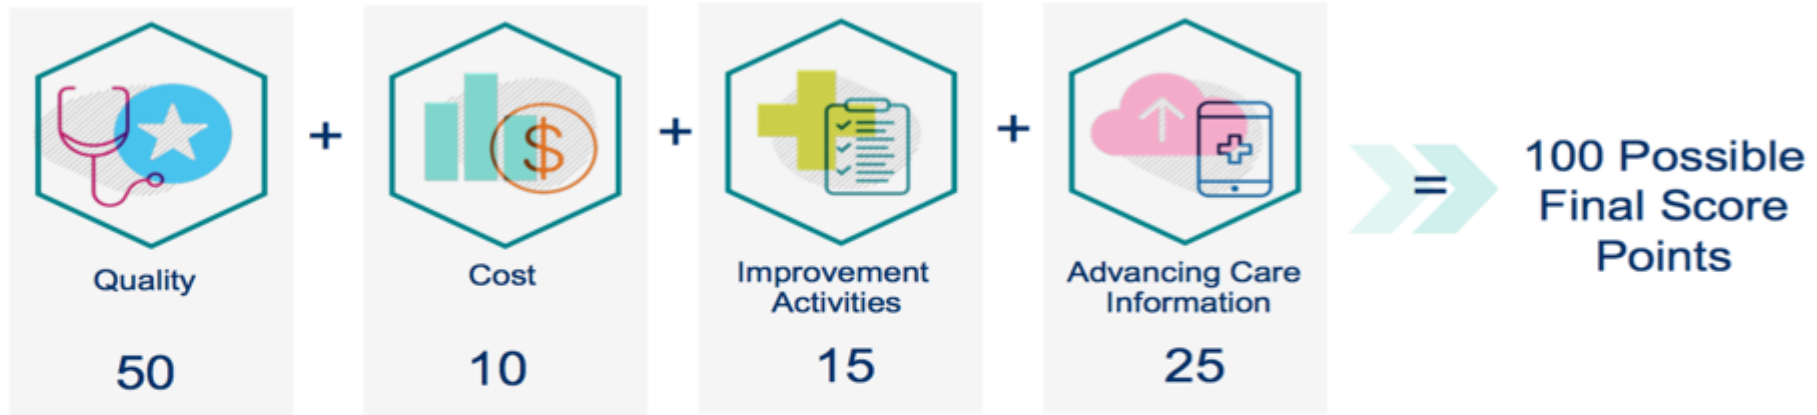 Quality
50
+
Cost
10
+
Improvement
Activities
15
+
Advancing Care
Information
25
=
100 Possible
Final Score
Points